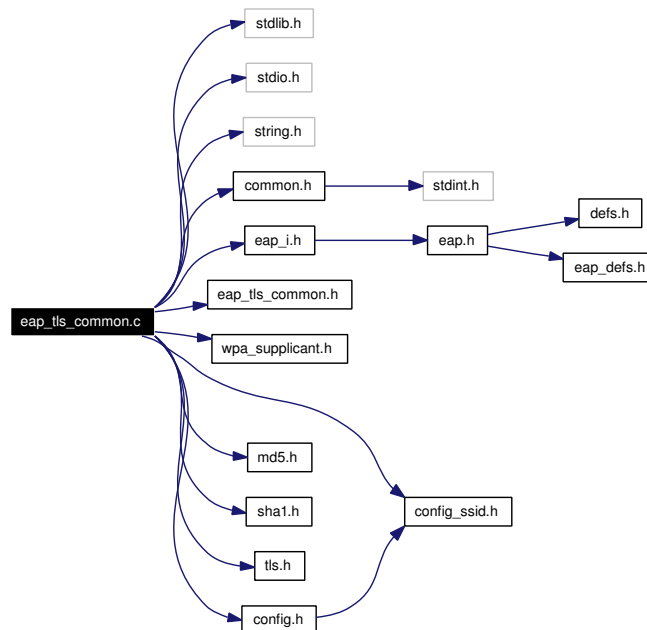 stdlib.h
stdio.h
string.h
common.h
stdint.h
defs.h
eap_i.h
eap.h
eap_defs.h
eap_tls_common.h
eap_tls_common.c
wpa_supplicant.h
md5.h
sha1.h
config_ssid.h
tls.h
config.h